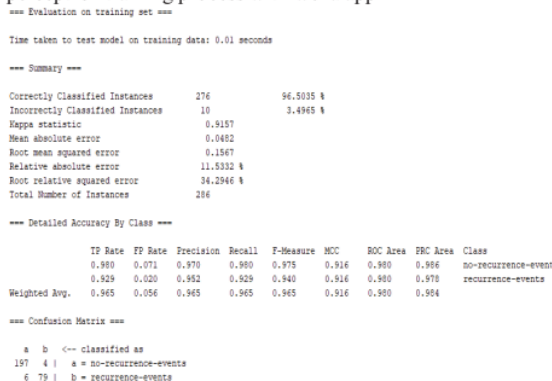 === Evaluation on training set ===
Time taken to test model on training data: 0.01 seconds
=== Summary ===
Correctly Classified Instances 276 96.5035 %
Incorrectly Classified Instances 10 3.4965 %
Kappa statistic 0.9157
Mean absolute error 0.0482
Root mean squared error 0.1567
Relative absolute error 11.5332 %
Root relative squared error 34.2946 %
Total Number of Instances 286
=== Detailed Accuracy By Class ===
TP Rate FP Rate Precision Recall F-Measure MCC ROC Area PRC Area Class
0.980 0.071 0.970 0.980 0.975 0.916 0.980 0.986 no-recurrence-event
0.929 0.020 0.952 0.929 0.940 0.916 0.980 0.978 recurrence-events
Weighted Avg. 0.965 0.056 0.965 0.965 0.965 0.916 0.980 0.984
=== Confusion Matrix ===
a b <-- classified as
197 4 | a = no-recurrence-events
6 79 | b = recurrence-events